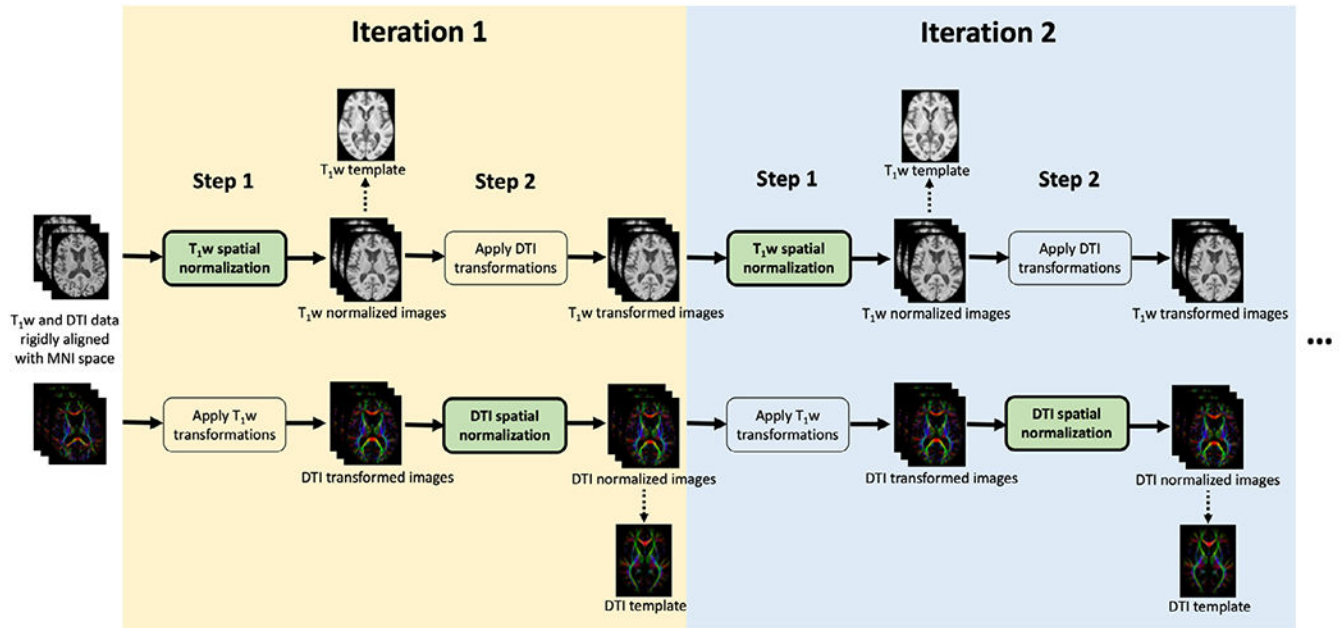 Iteration 1
Iteration 2
T₁w template
T₁w template
Step 1
Step 2
Step 1
Step 2
T₁w spatial
normalization
Apply DTI
transformations
T₁w spatial
normalization
Apply DTI
transformations
T₁w normalized images
T₁w transformed images
T₁w normalized images
T₁w transformed images
T₁w and DTI data
rigidly aligned
with MNI space
...
Apply T₁w
transformations
DTI spatial
normalization
Apply T₁w
transformations
DTI spatial
normalization
DTI transformed images
DTI normalized images
DTI transformed images
DTI normalized images
DTI template
DTI template